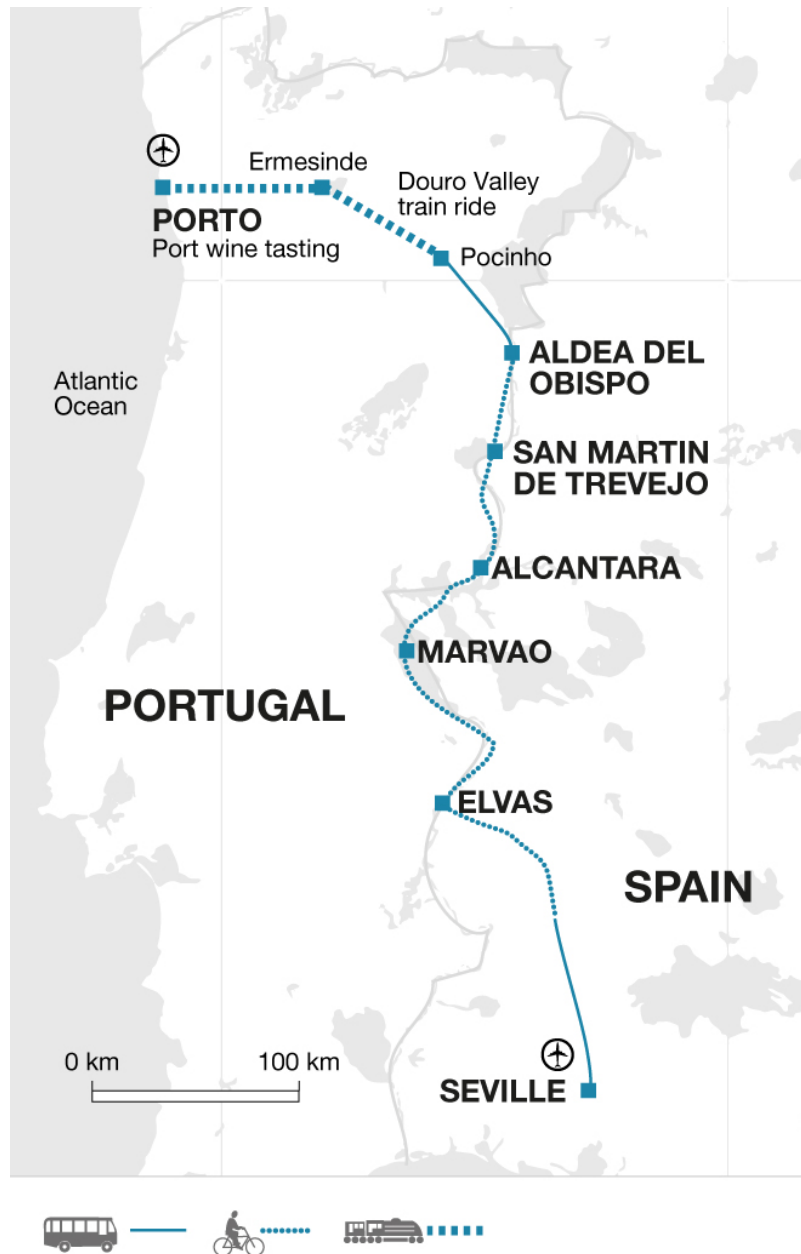 Ermesinde
Douro Valley
train ride
PORTO
Port wine tasting
Pocinho
ALDEA DEL
OBISPO
Atlantic
Ocean
SAN MARTIN
DE TREVEJO
ALCANTARA
MARVAO
PORTUGAL
ELVAS
SPAIN
0 km
100 km
SEVILLE